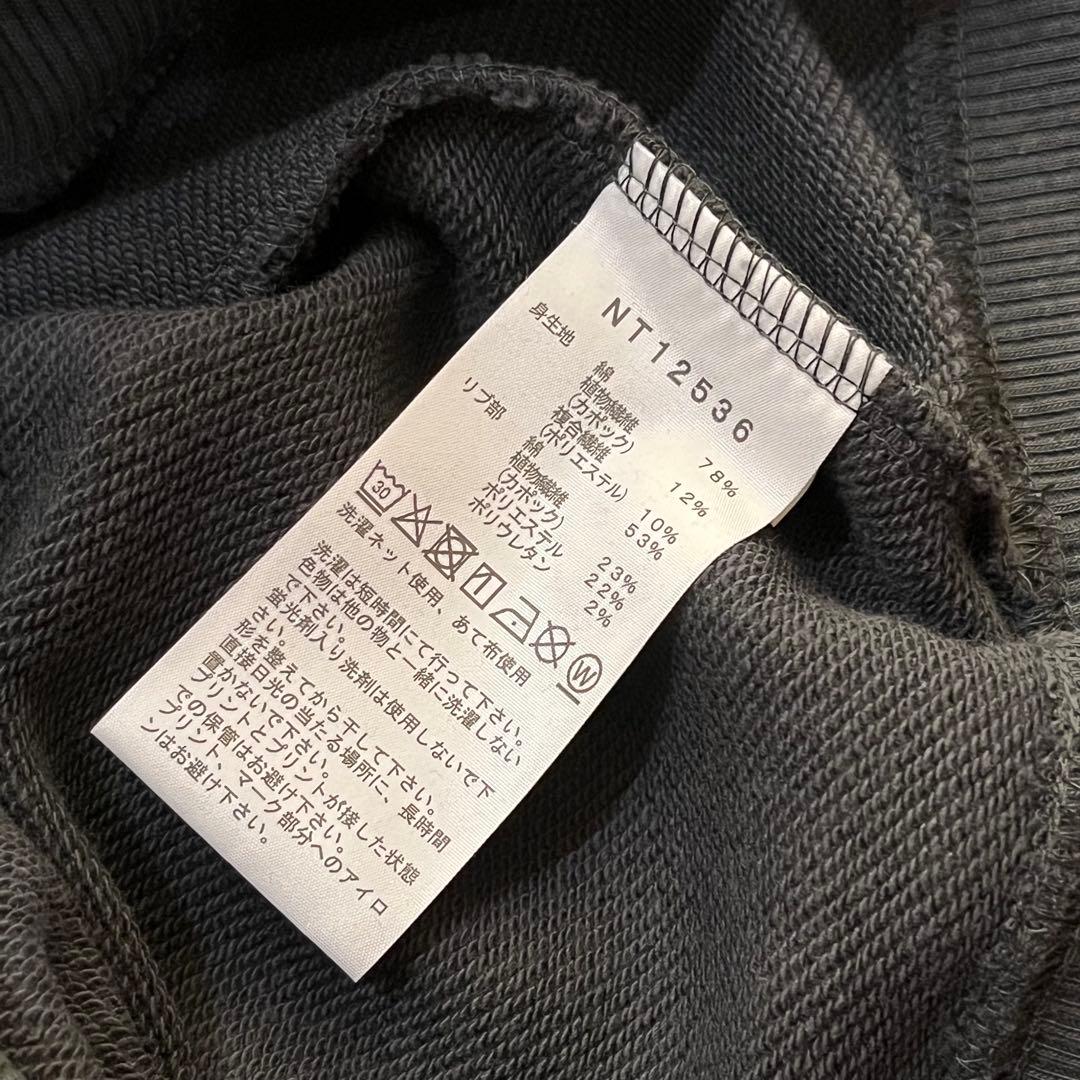 NT12536
身生地 綿 78%
植物繊維
(カポック) 12%
複合繊維
(ポリエステル) 10%
リブ部 綿 53%
植物繊維
(カポック) 23%
ポリエステル 22%
ポリウレタン 2%
30
W
洗濯ネット使用、あて布使用
洗濯は短時間にて行って下さい。
色物は他の物と一緒に洗濯しない
で下さい。
蛍光剤入り洗剤は使用しないで下
さい。
形を整えてから干して下さい。
直接日光の当たる場所に、長時間
置かないで下さい。
プリントとプリントが接した状態
での保管はお避け下さい。
プリント、マーク部分へのアイロ
ンはお避け下さい。